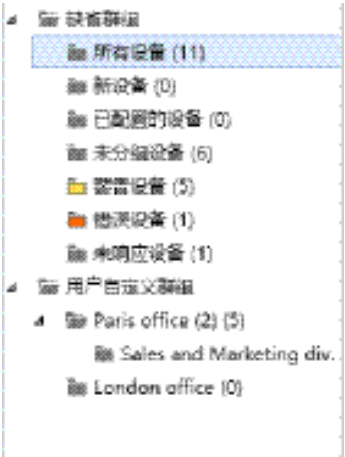 缺省群组
所有设备 (11)
新设备 (0)
已配置的设备 (0)
未分组设备 (6)
警告设备 (5)
错误设备 (1)
未响应设备 (1)
用户自定义群组
Paris office (2) (5)
Sales and Marketing div.
London office (0)